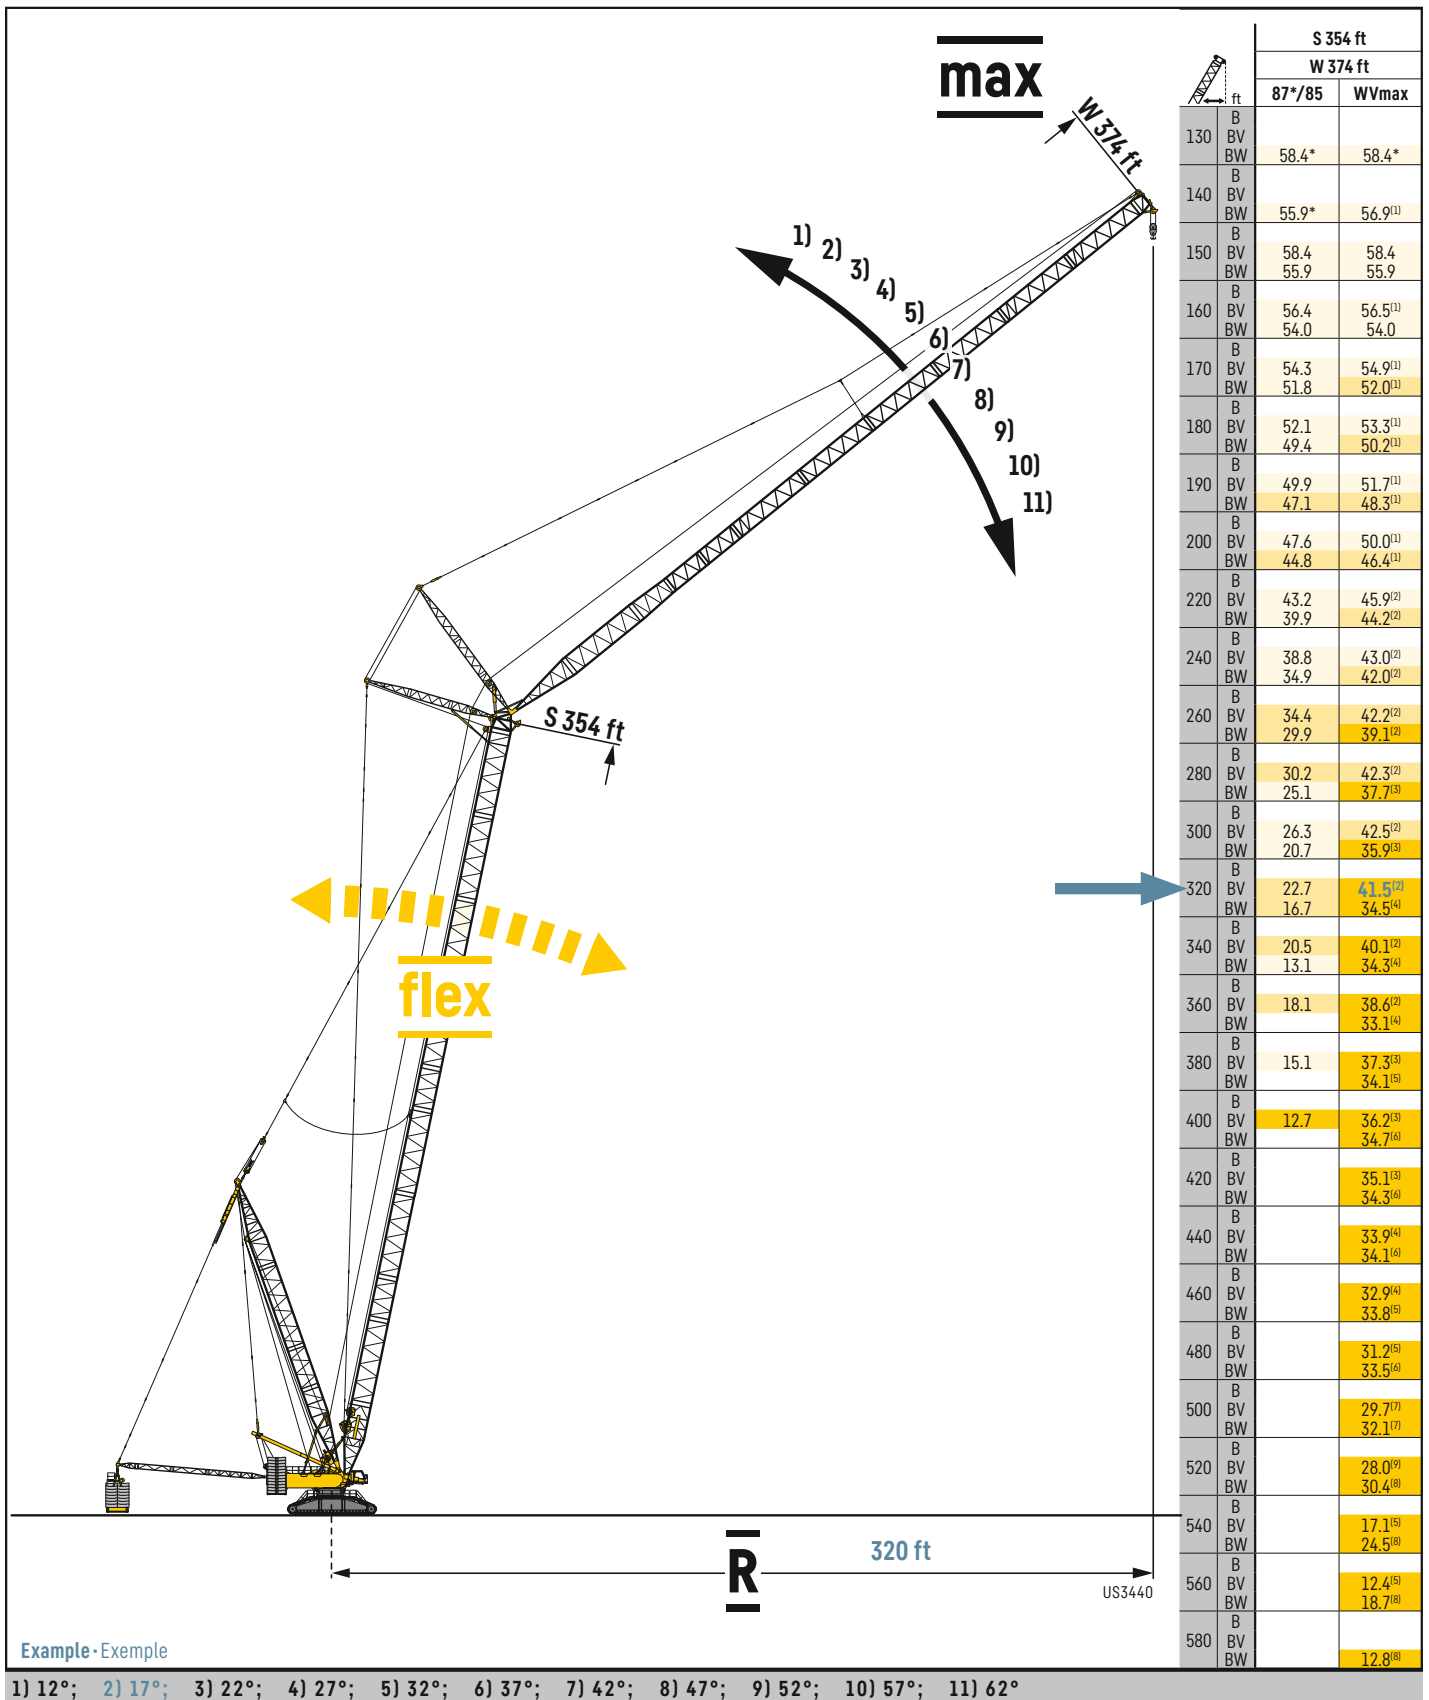 max
W 374 ft
1)
2)
3)
4)
5)
6)
7)
8)
9)
10)
11)
S 354 ft
flex
R
320 ft
US3440
Example · Exemple
S 354 ft
W 374 ft
ft 87*/85 WVmax
130 B
BV
BW 58.4* 58.4*
140 B
BV
BW 55.9* 56.9(1)
150 B
BV 58.4 58.4
BW 55.9 55.9
160 B
BV 56.4 56.5(1)
BW 54.0 54.0
170 B
BV 54.3 54.9(1)
BW 51.8 52.0(1)
180 B
BV 52.1 53.3(1)
BW 49.4 50.2(1)
190 B
BV 49.9 51.7(1)
BW 47.1 48.3(1)
200 B
BV 47.6 50.0(1)
BW 44.8 46.4(1)
220 B
BV 43.2 45.9(2)
BW 39.9 44.2(2)
240 B
BV 38.8 43.0(2)
BW 34.9 42.0(2)
260 B
BV 34.4 42.2(2)
BW 29.9 39.1(2)
280 B
BV 30.2 42.3(2)
BW 25.1 37.7(3)
300 B
BV 26.3 42.5(2)
BW 20.7 35.9(3)
320 B
BV 22.7 41.5(2)
BW 16.7 34.5(4)
340 B
BV 20.5 40.1(2)
BW 13.1 34.3(4)
360 B
BV 18.1 38.6(2)
BW 33.1(4)
380 B
BV 15.1 37.3(3)
BW 34.1(5)
400 B
BV 12.7 36.2(3)
BW 34.7(6)
420 B
BV 35.1(3)
BW 34.3(6)
440 B
BV 33.9(4)
BW 34.1(6)
460 B
BV 32.9(4)
BW 33.8(5)
480 B
BV 31.2(5)
BW 33.5(6)
500 B
BV 29.7(7)
BW 32.1(7)
520 B
BV 28.0(9)
BW 30.4(8)
540 B
BV 17.1(5)
BW 24.5(8)
560 B
BV 12.4(5)
BW 18.7(8)
580 B
BV
BW 12.8(8)
1) 12°; 2) 17°; 3) 22°; 4) 27°; 5) 32°; 6) 37°; 7) 42°; 8) 47°; 9) 52°; 10) 57°; 11) 62°